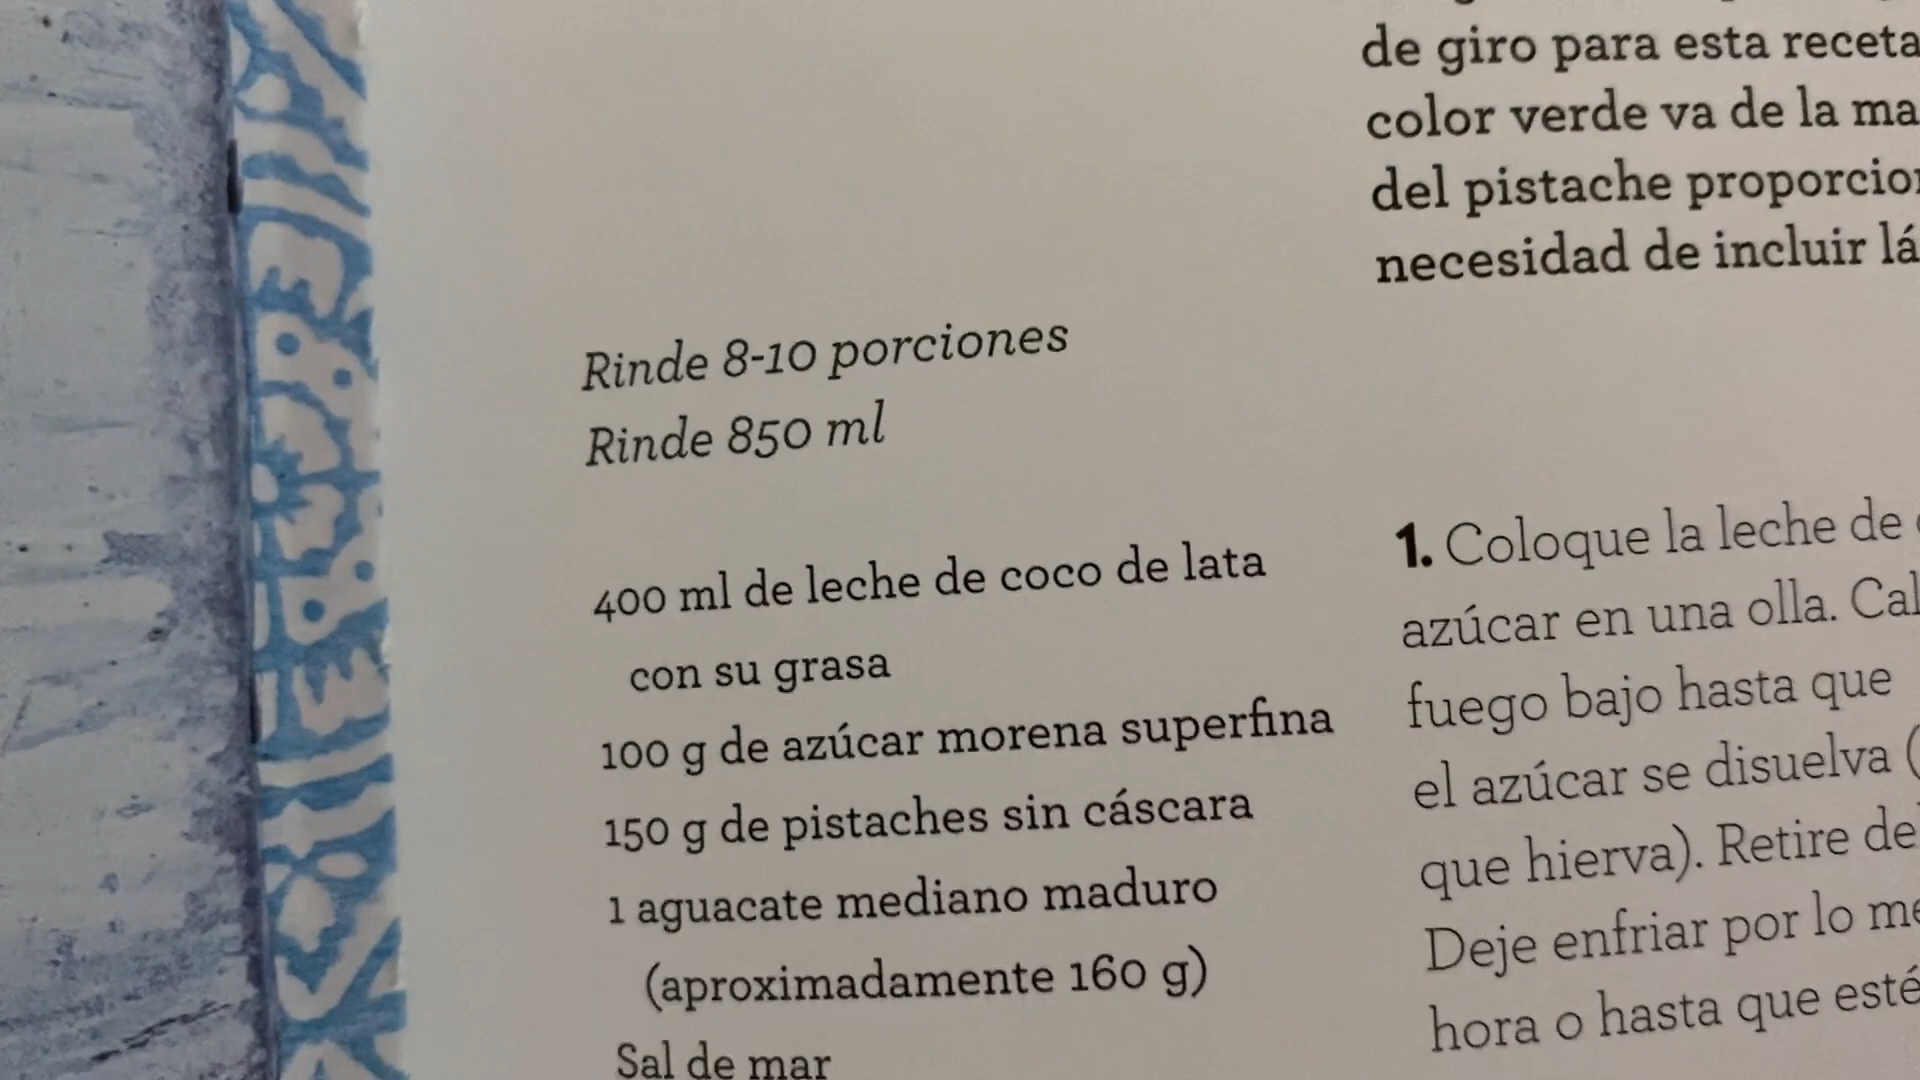 Rinde 8-10 porciones
Rinde 850 ml
400 ml de leche de coco de lata
con su grasa
100 g de azúcar morena superfina
150 g de pistaches sin cáscara
1 aguacate mediano maduro
(aproximadamente 160 g)
Sal de mar
de giro para esta receta
color verde va de la
del pistache
necesidad de incluir
1. Coloque la leche de
azúcar en una olla.
fuego bajo hasta que
el azúcar se disuelva (
que hierva). Retire
Deje enfriar por lo
hora o hasta que